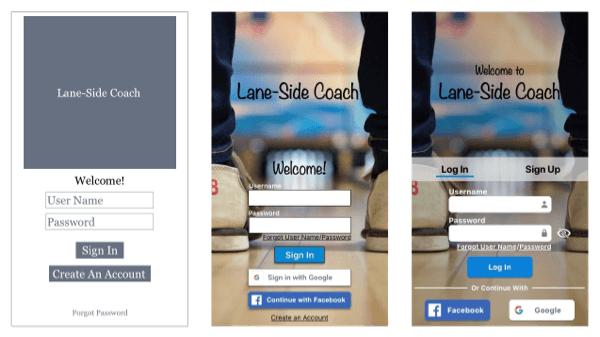 Lane-Side Coach
Welcome!
User Name
Password
Sign In
Create An Account
Forgot Password
Lane-Side Coach
Welcome!
8
Username
Password
Forgot User Name/Password
Sign In
G Sign in with Google
f Continue with Facebook
Create an Account
Welcome to
Lane-Side Coach
Log In
Sign Up
8
Username
Password
Forgot User Name/Password
Log In
Or Continue With
f Facebook
G Google